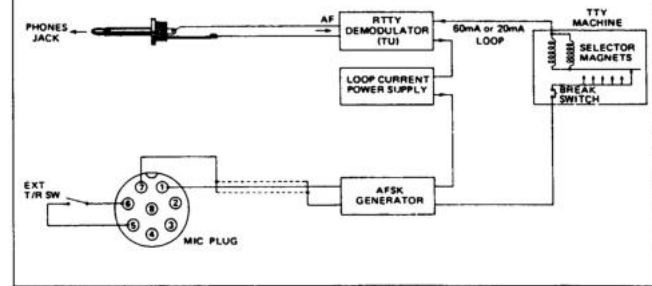 PHONES
JACK
AF
RTTY
DEMODULATOR
(TU)
60mA or 20mA
LOOP
TTY
MACHINE
SELECTOR
MAGNETS
LOOP CURRENT
POWER SUPPLY
BREAK
SWITCH
EXT
T/R SW
7
1
6
8
2
5
4
3
MIC PLUG
AFSK
GENERATOR